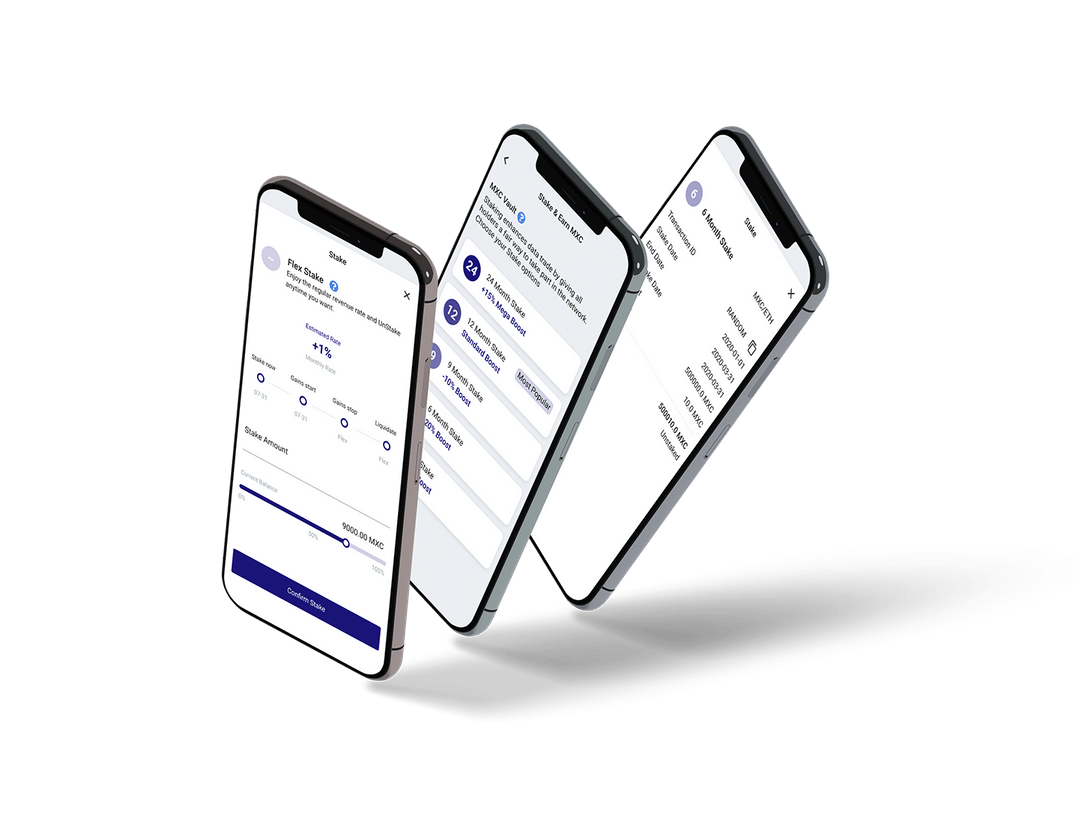 Stake
Flex Stake ?
Enjoy the regular revenue rate and UnStake
anytime you want.
Estimated Rate
+1%
Monthly Rate
Stake now
Gains start
Gains stop
Liquidate
07-31
07-31
Flex
Flex
Stake Amount
Current Balance
9000.00 MXC
0%
50%
100%
Confirm Stake
Stake & Earn MXC
MXC Vault ?
Staking enhances data trade by giving all
holders a fair way to take part in the network.
Choose your Stake options
24
24 Month Stake
+15% Mega Boost
12
12 Month Stake
Standard Boost
Most Popular
9
9 Month Stake
-10% Boost
6 Month Stake
20% Boost
Stake
Stake
6
6 Month Stake
MXC/ETH
Transaction ID
RANDOM
Stake Date
2020-01-01
End Date
2020-03-31
Date
2020-03-31
500000.0 MXC
10.0 MXC
500010.0 MXC
Unstaked